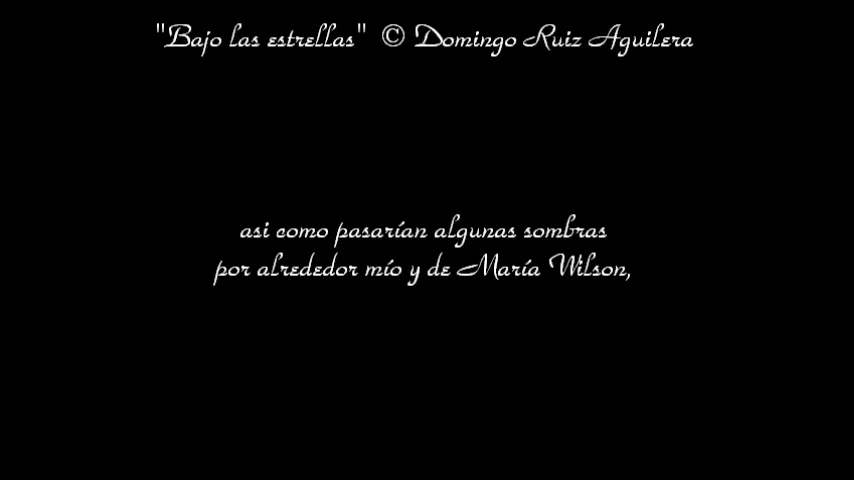 "Bajo las estrellas" © Domingo Ruiz Aguilera
asi como pasarían algunas sombras
por alrededor mío y de María Wilson,